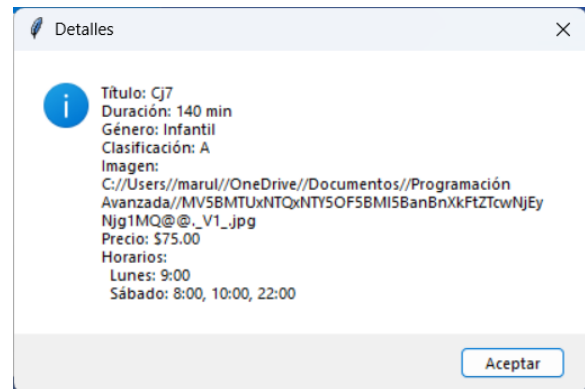 Detalles
Título: Cj7
Duración: 140 min
Género: Infantil
Clasificación: A
Imagen:
C://Users//marul//OneDrive//Documentos//Programación
Avanzada//MV5BMTUxNTQxNTY5OF5BMl5BanBnXkFtZTcwNjEy
Njg1MQ@@._V1_.jpg
Precio: $75.00
Horarios:
Lunes: 9:00
Sábado: 8:00, 10:00, 22:00
Aceptar